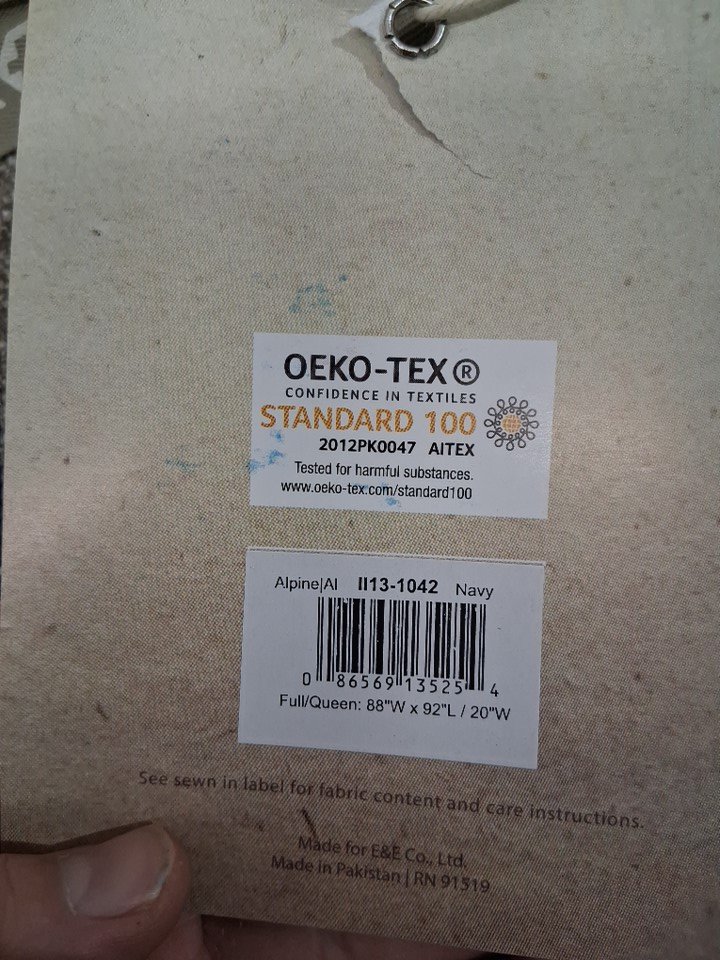 OEKO-TEX®
CONFIDENCE IN TEXTILES
STANDARD 100
2012PK0047 AITEX
Tested for harmful substances.
www.oeko-tex.com/standard100
Alpine|AI II13-1042 Navy
0 86569 13525 4
Full/Queen: 88"W x 92"L / 20"W
See sewn in label for fabric content and care instructions.
Made for E&E Co., Ltd.
Made in Pakistan | RN 91519